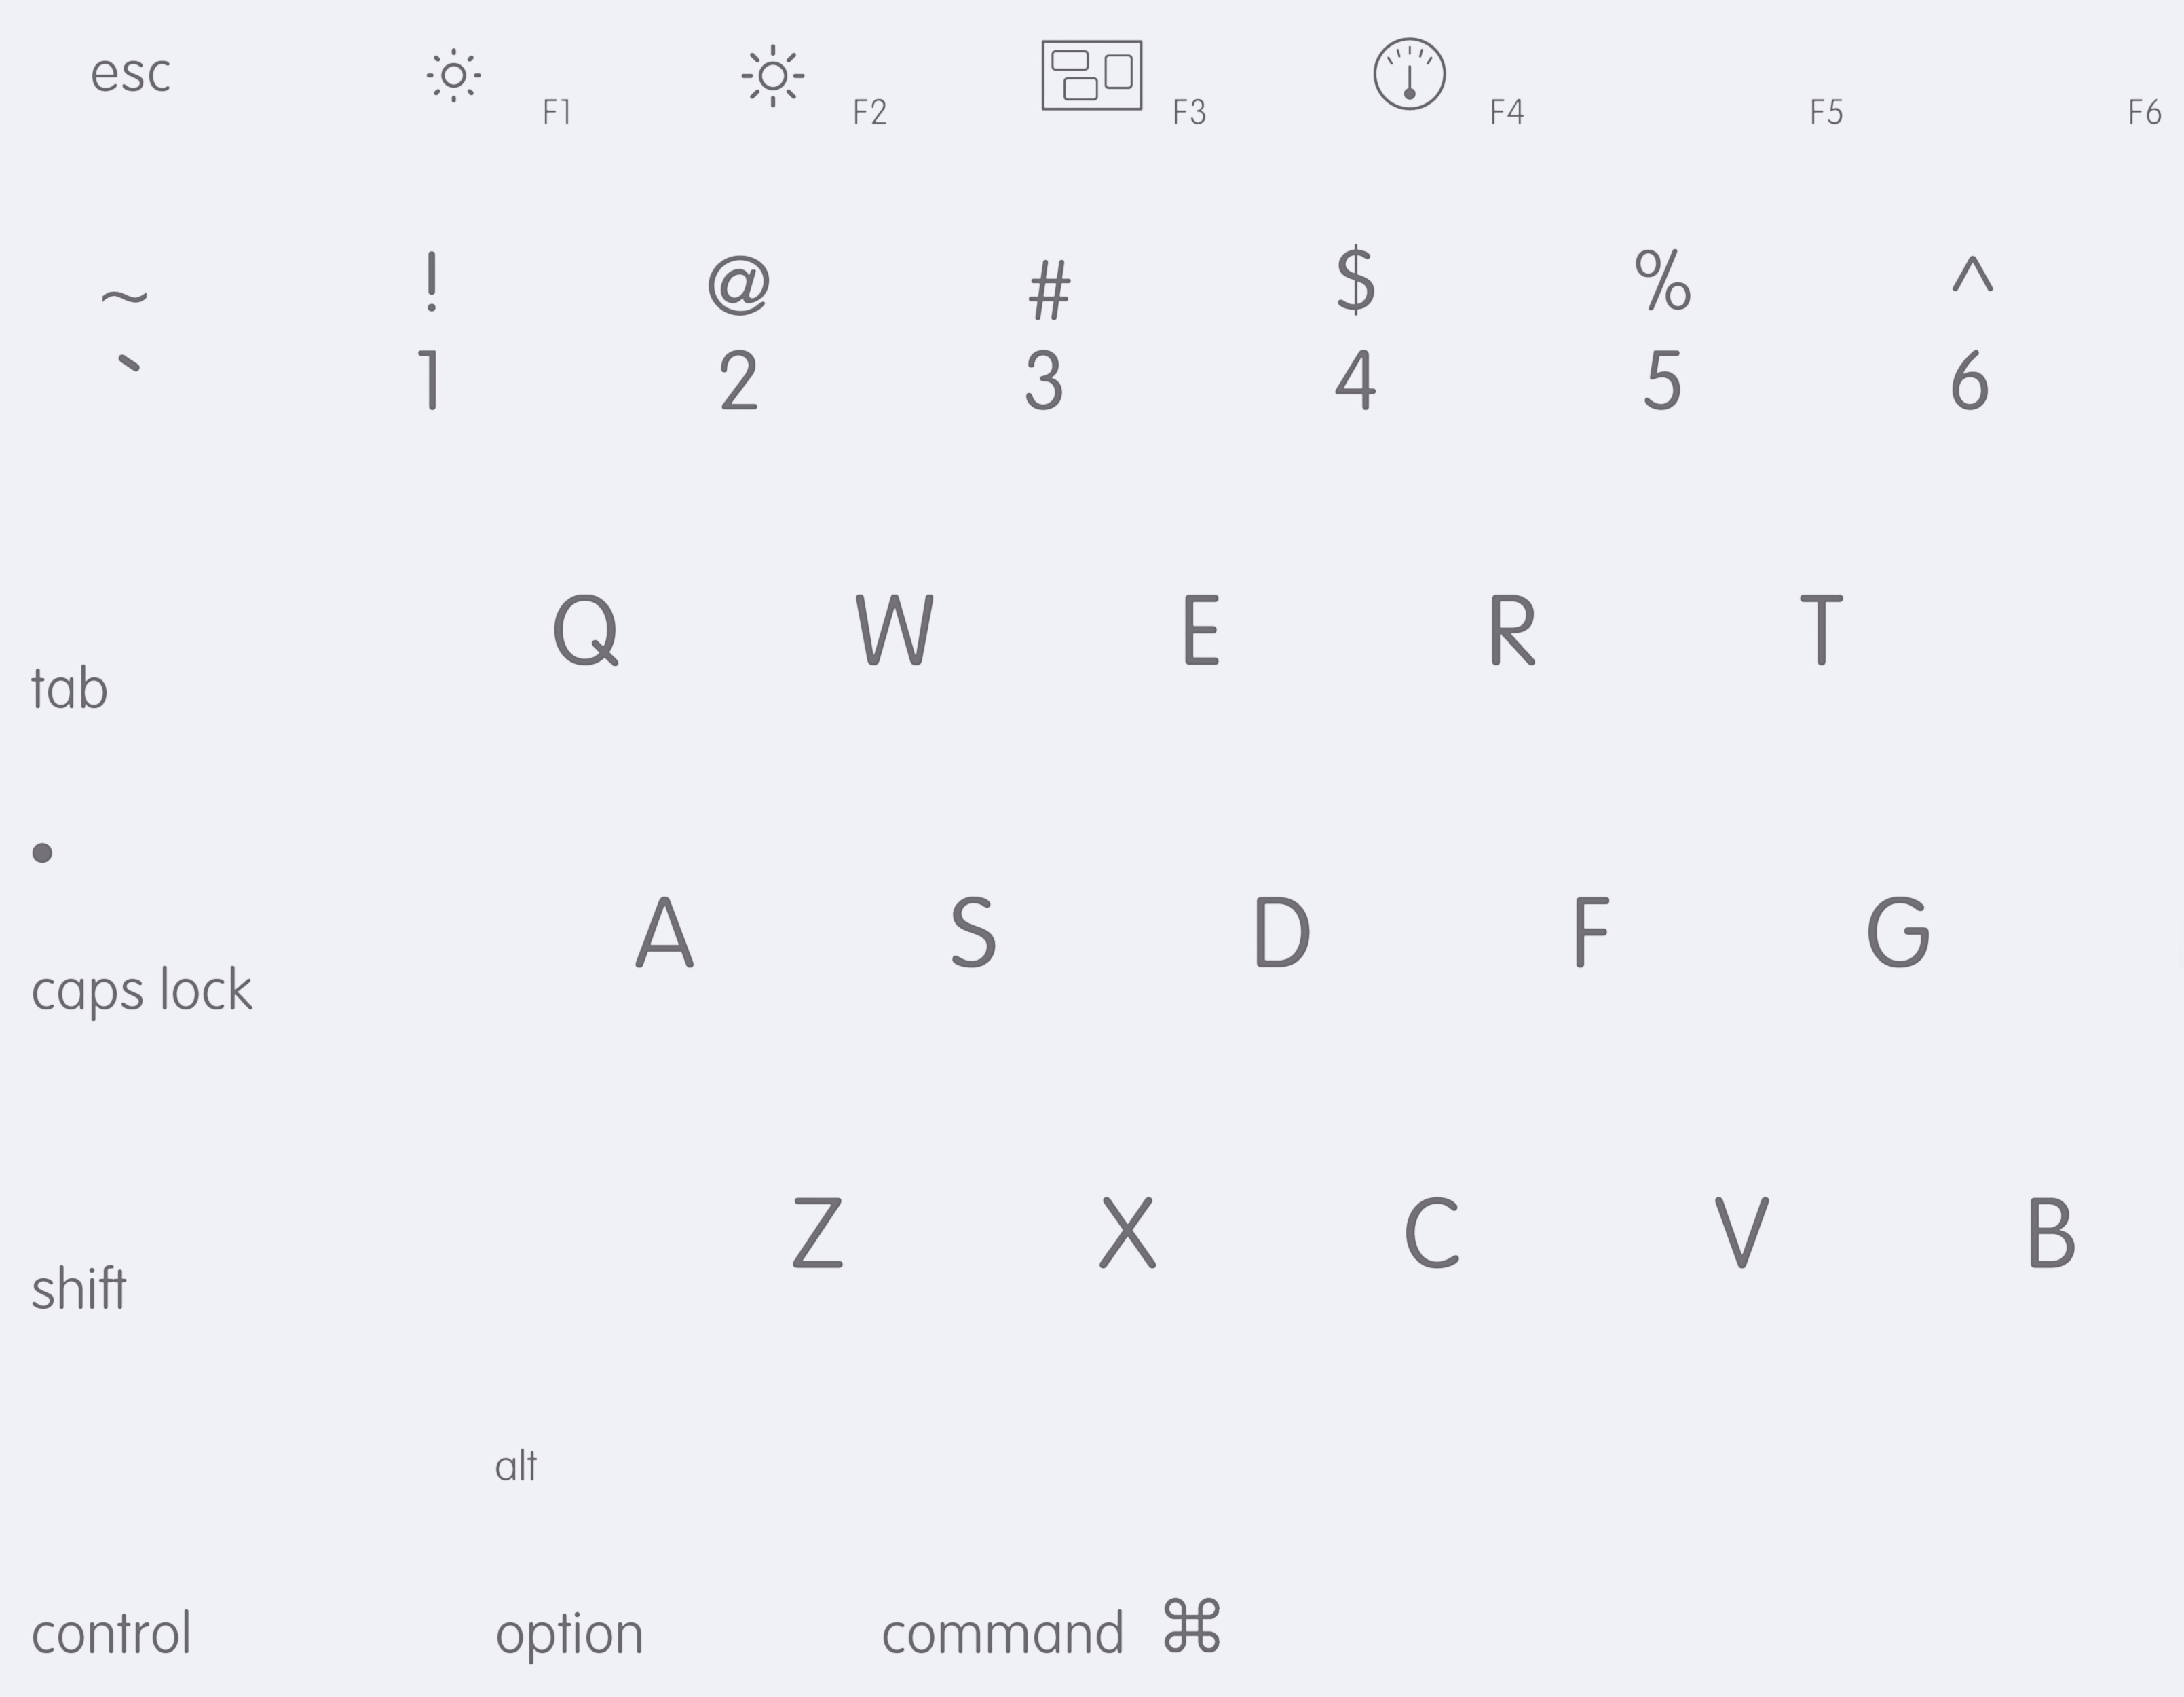 esc F1 F2 F3 F4 F5 F6
~ ! @ # $ % ^
` 1 2 3 4 5 6
Q W E R T
tab
A S D F G
caps lock
Z X C V B
shift
alt
control option command ⌘